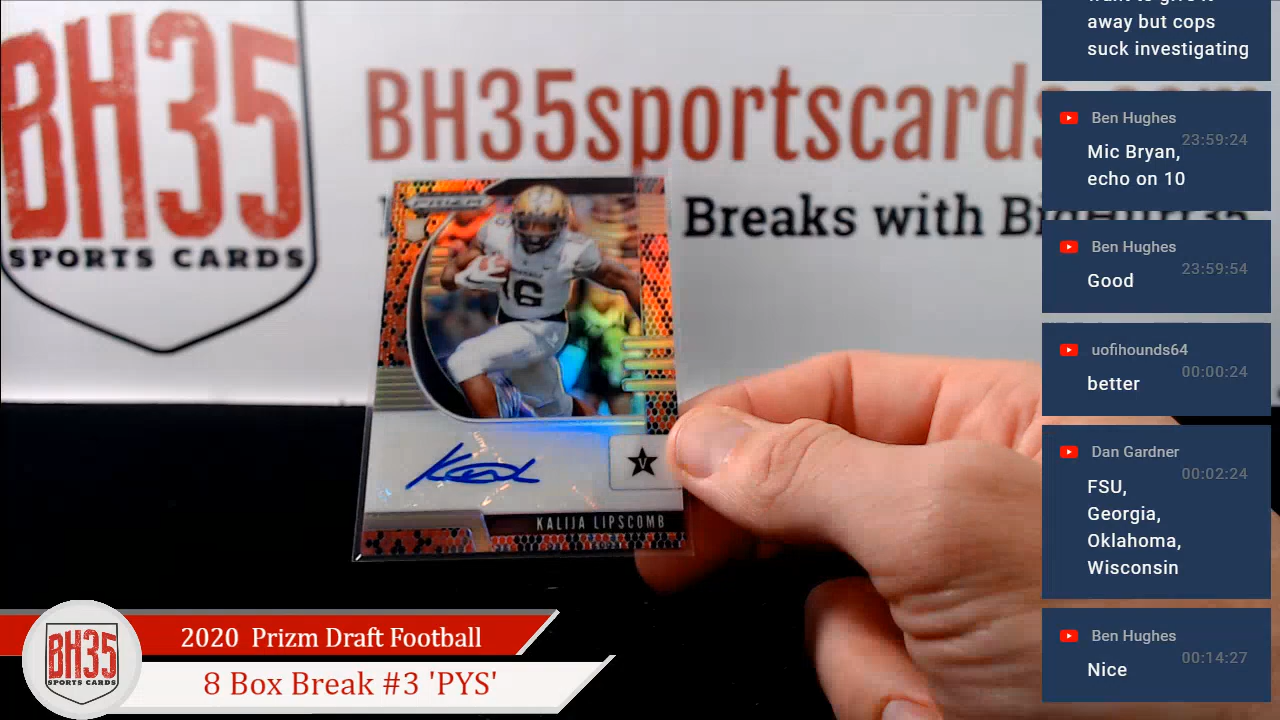 BH35
SPORTS CARDS
BH35sportscards.com
Breaks with BigHurt35
PRIZM
16
V
KALIJA LIPSCOMB
BH35
SPORTS CARDS
2020 Prizm Draft Football
8 Box Break #3 'PYS'
away but cops
suck investigating
Ben Hughes
23:59:24
Mic Bryan,
echo on 10
Ben Hughes
23:59:54
Good
uofihounds64
00:00:24
better
Dan Gardner
00:02:24
FSU,
Georgia,
Oklahoma,
Wisconsin
Ben Hughes
00:14:27
Nice